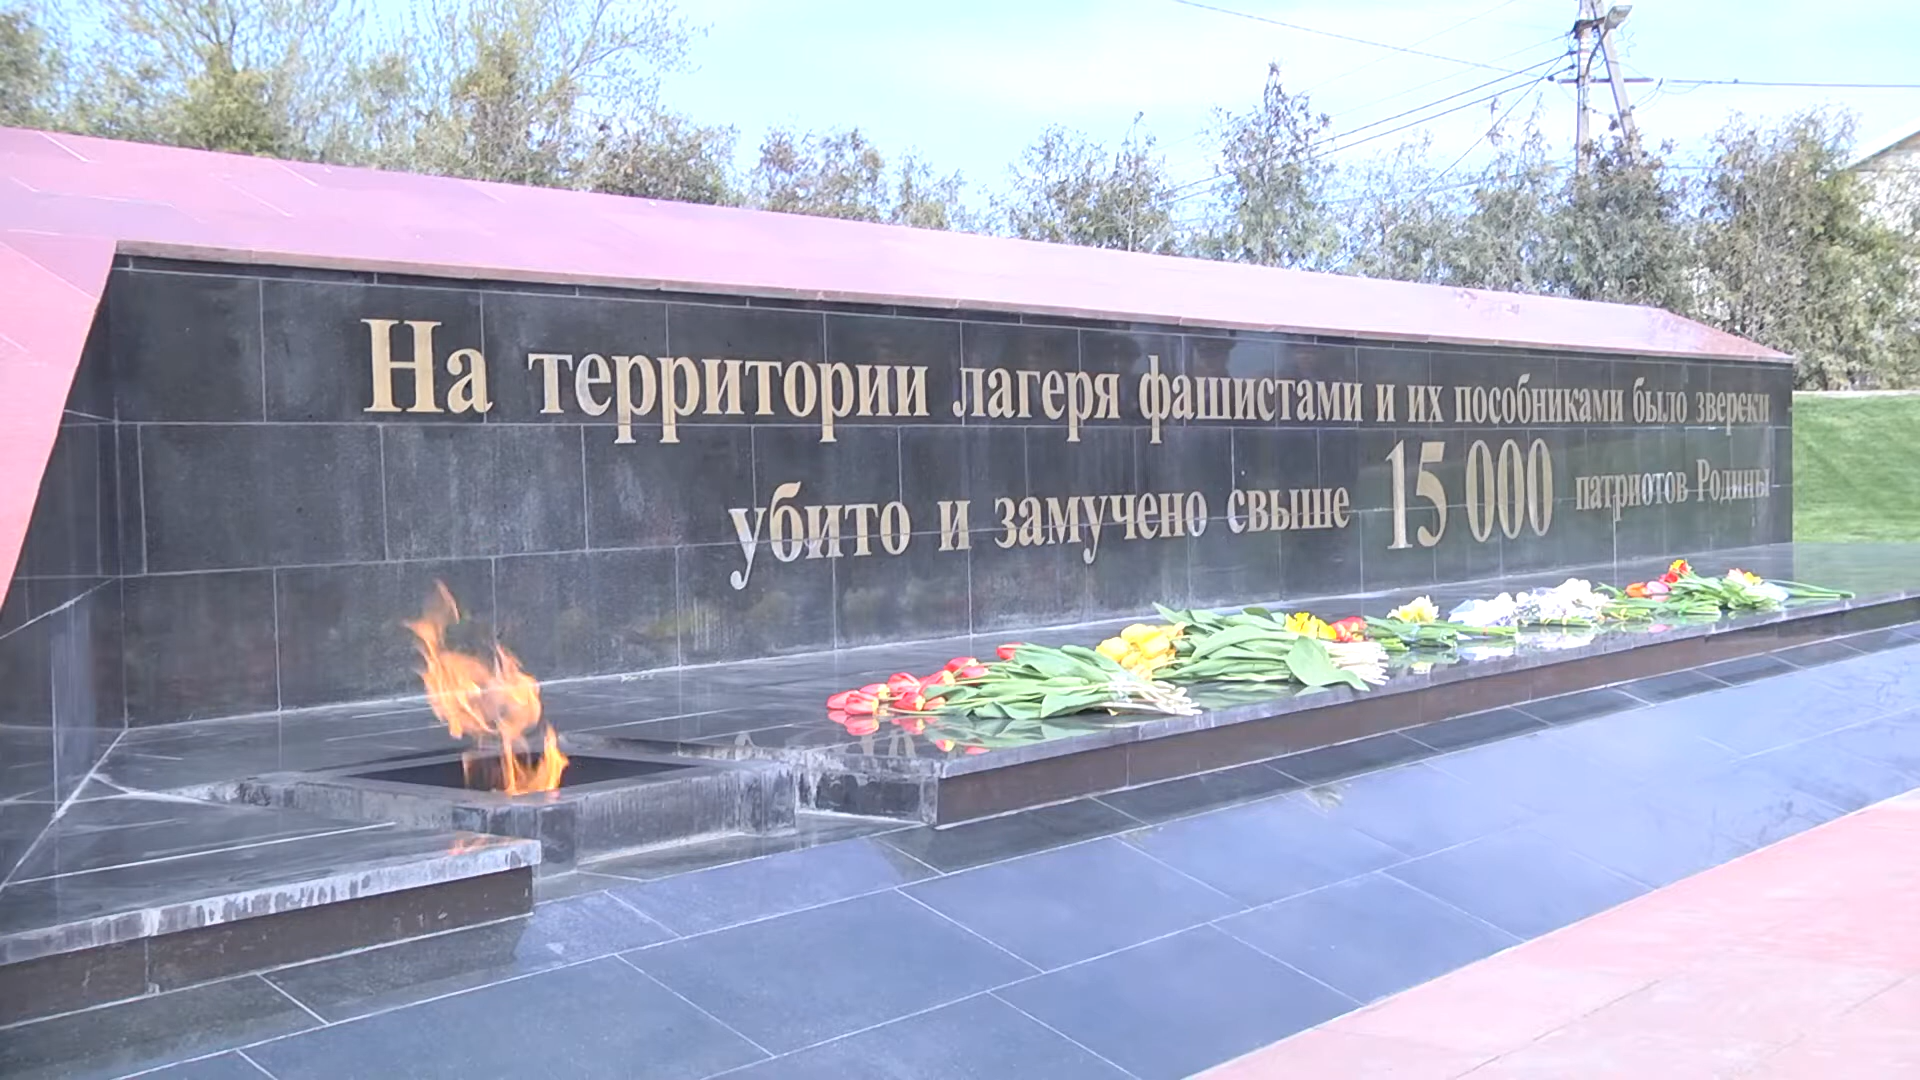 На территории лагеря фашистами и их пособниками было зверски
убито и замучено свыше 15 000 патриотов Родины